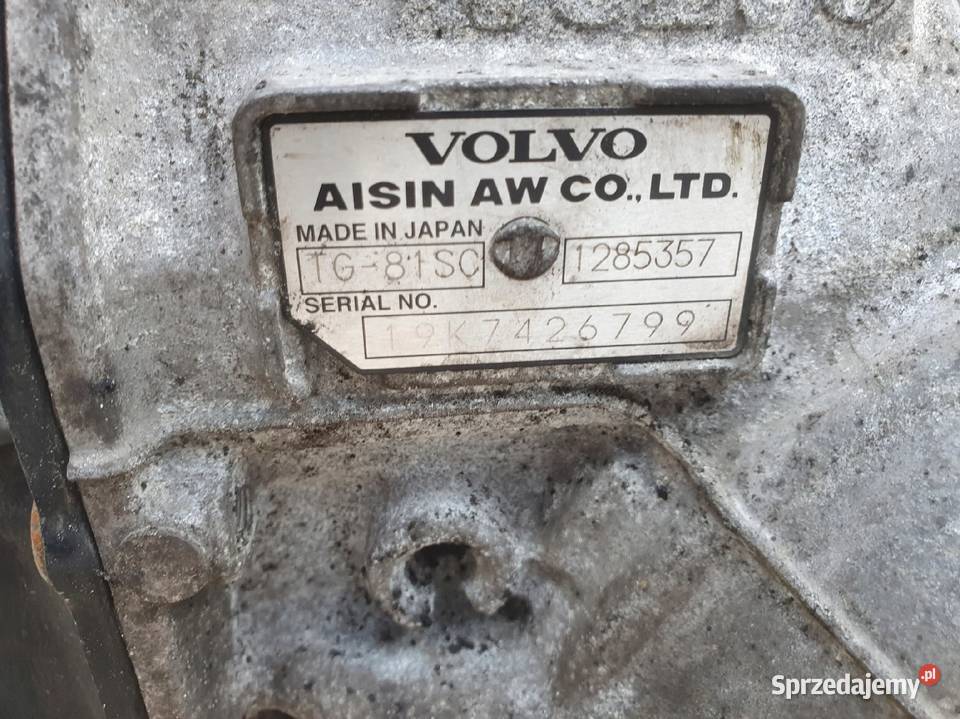 VOLVO
AISIN AW CO., LTD.
MADE IN JAPAN
TG-81SC 1285357
SERIAL NO.
19K7426799
Sprzedajemy.pl